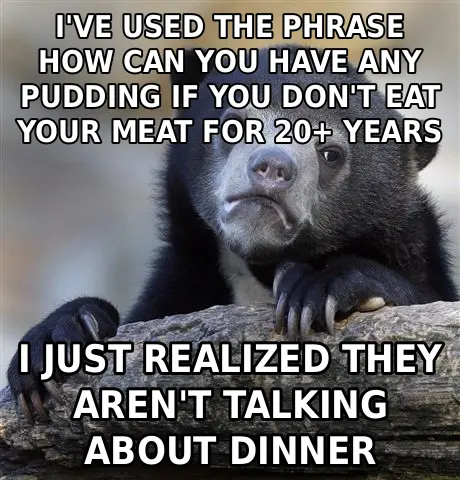 I'VE USED THE PHRASE
HOW CAN YOU HAVE ANY
PUDDING IF YOU DON'T EAT
YOUR MEAT FOR 20+ YEARS
I JUST REALIZED THEY
AREN'T TALKING
ABOUT DINNER